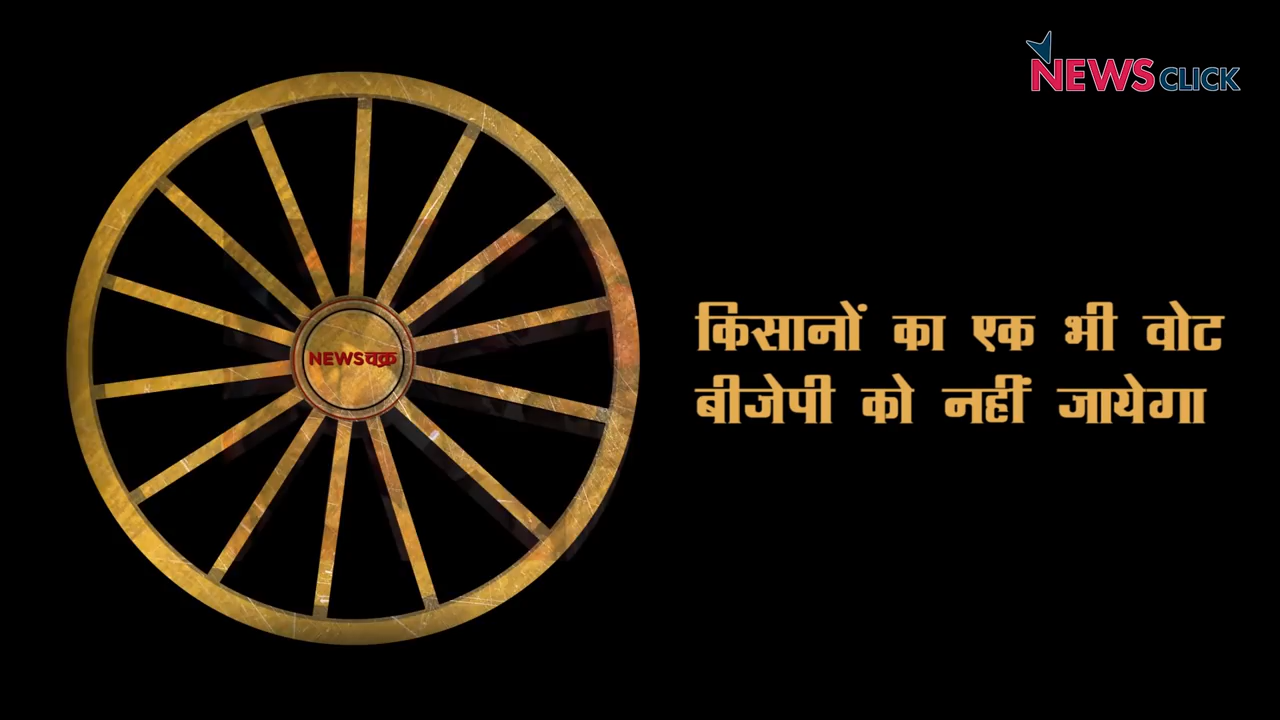 NEWSCLICK
NEWSचक्र
किसानों का एक भी वोट
बीजेपी को नहीं जायेगा